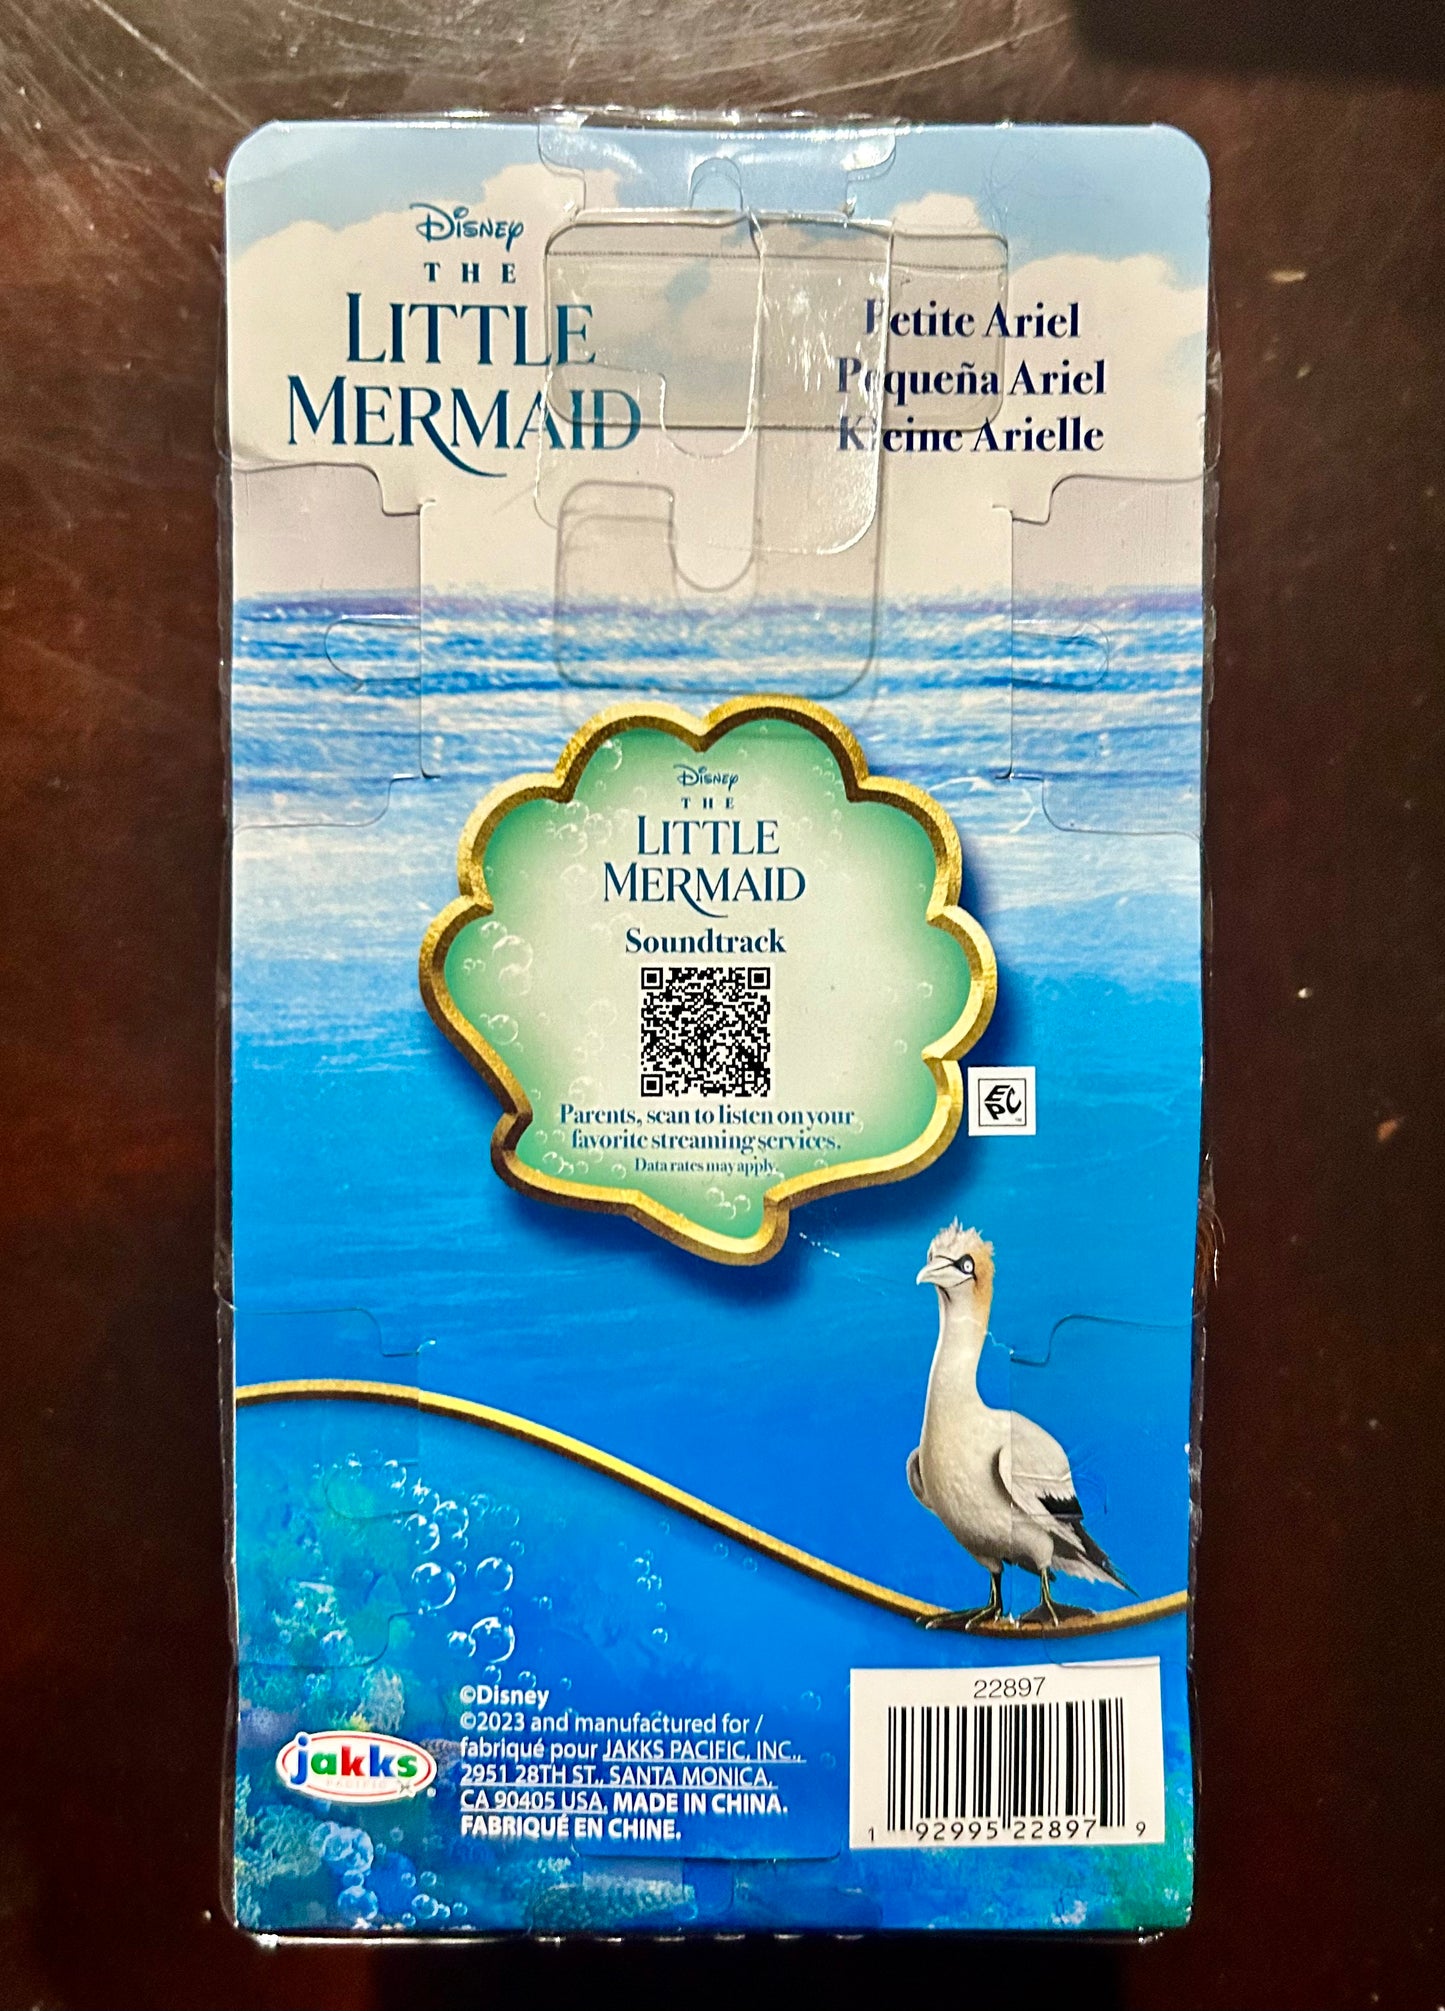 Disney
THE
LITTLE
MERMAID
Petite Ariel
Pequeña Ariel
Kleine Arielle
Disney
THE
LITTLE
MERMAID
Soundtrack
Parents, scan to listen on your
favorite streaming services.
Data rates may apply.
EPC
©Disney
©2023 and manufactured for /
fabriqué pour JAKKS PACIFIC, INC.,
2951 28TH ST., SANTA MONICA,
CA 90405 USA. MADE IN CHINA.
FABRIQUÉ EN CHINE.
jakks
PACIFIC
22897
1 92995 22897 9